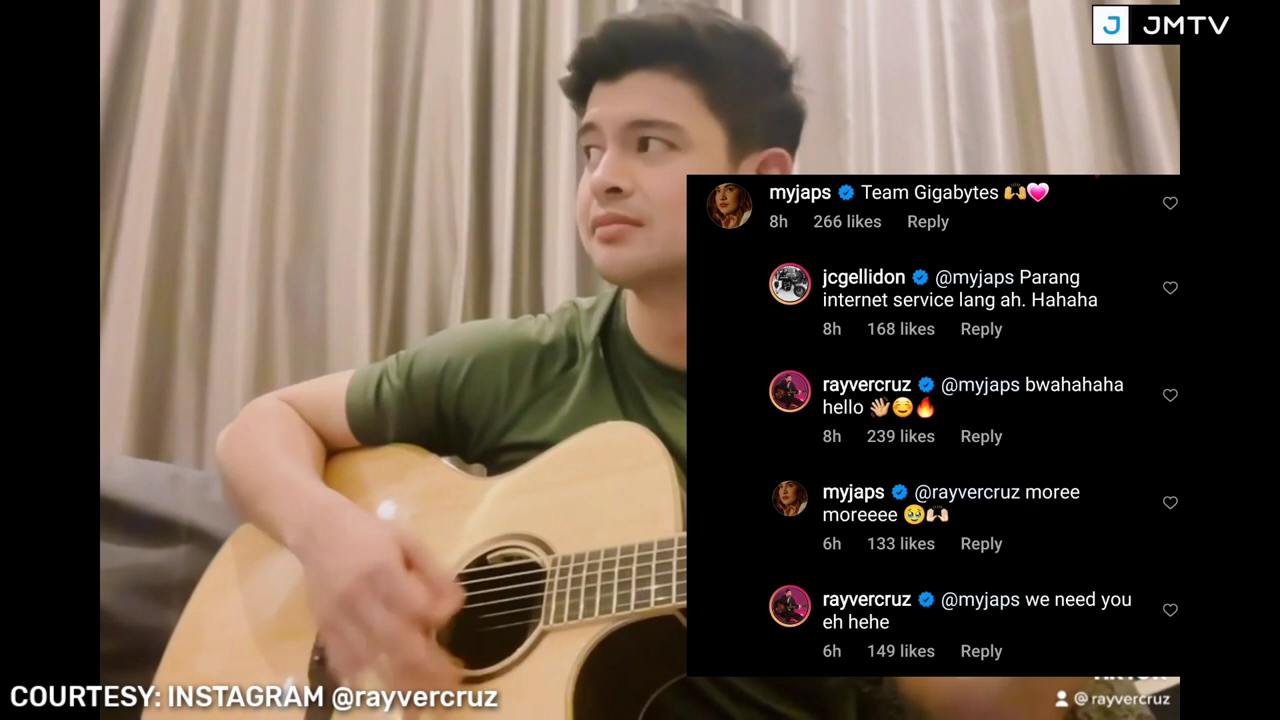 J JMTV
myjaps Team Gigabytes 🙌💗
8h 266 likes Reply
jcgellidon @myjaps Parang
internet service lang ah. Hahaha
8h 168 likes Reply
rayvercruz @myjaps bwahahaha
hello 👋🏼☺️🔥
8h 239 likes Reply
myjaps @rayvercruz moree
moreeee 🥹🙌🏻
6h 133 likes Reply
rayvercruz @myjaps we need you
eh hehe
6h 149 likes Reply
COURTESY: INSTAGRAM @rayvercruz
@rayvercruz